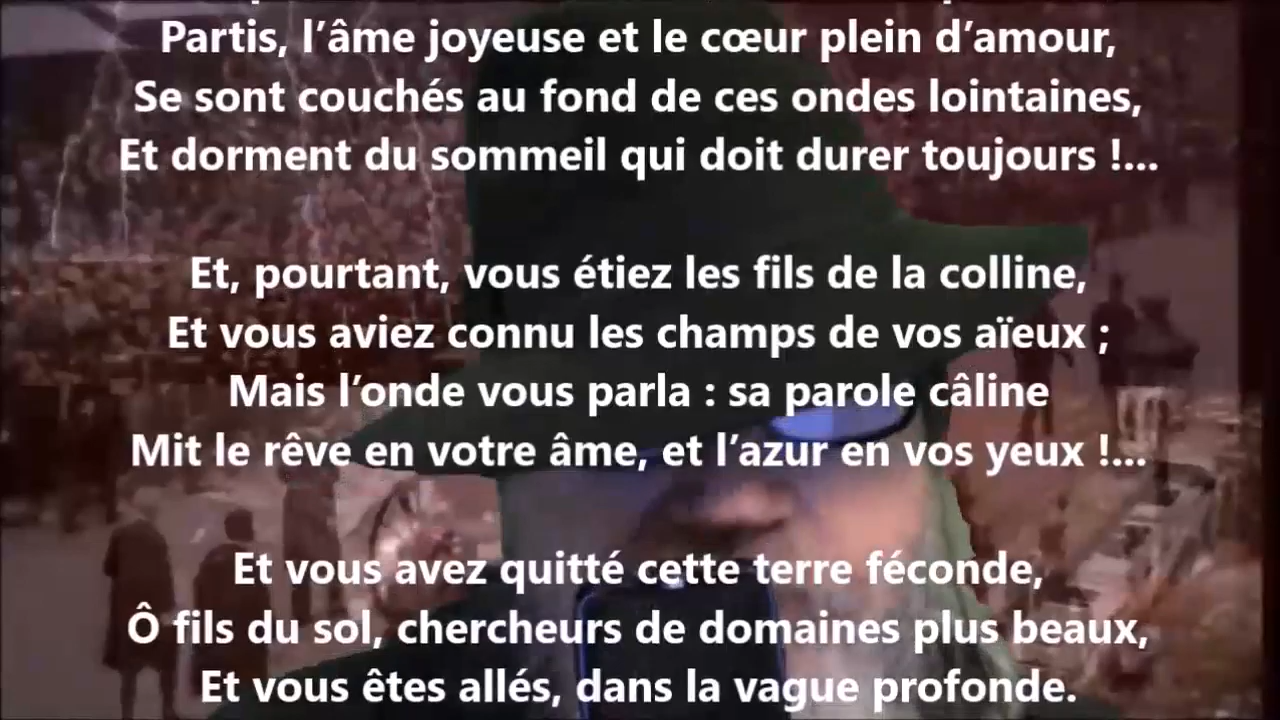 Partis, l’âme joyeuse et le cœur plein d’amour,
Se sont couchés au fond de ces ondes lointaines,
Et dorment du sommeil qui doit durer toujours !...
Et, pourtant, vous étiez les fils de la colline,
Et vous aviez connu les champs de vos aïeux ;
Mais l’onde vous parla : sa parole câline
Mit le rêve en votre âme, et l’azur en vos yeux !...
Et vous avez quitté cette terre féconde,
Ô fils du sol, chercheurs de domaines plus beaux,
Et vous êtes allés, dans la vague profonde.